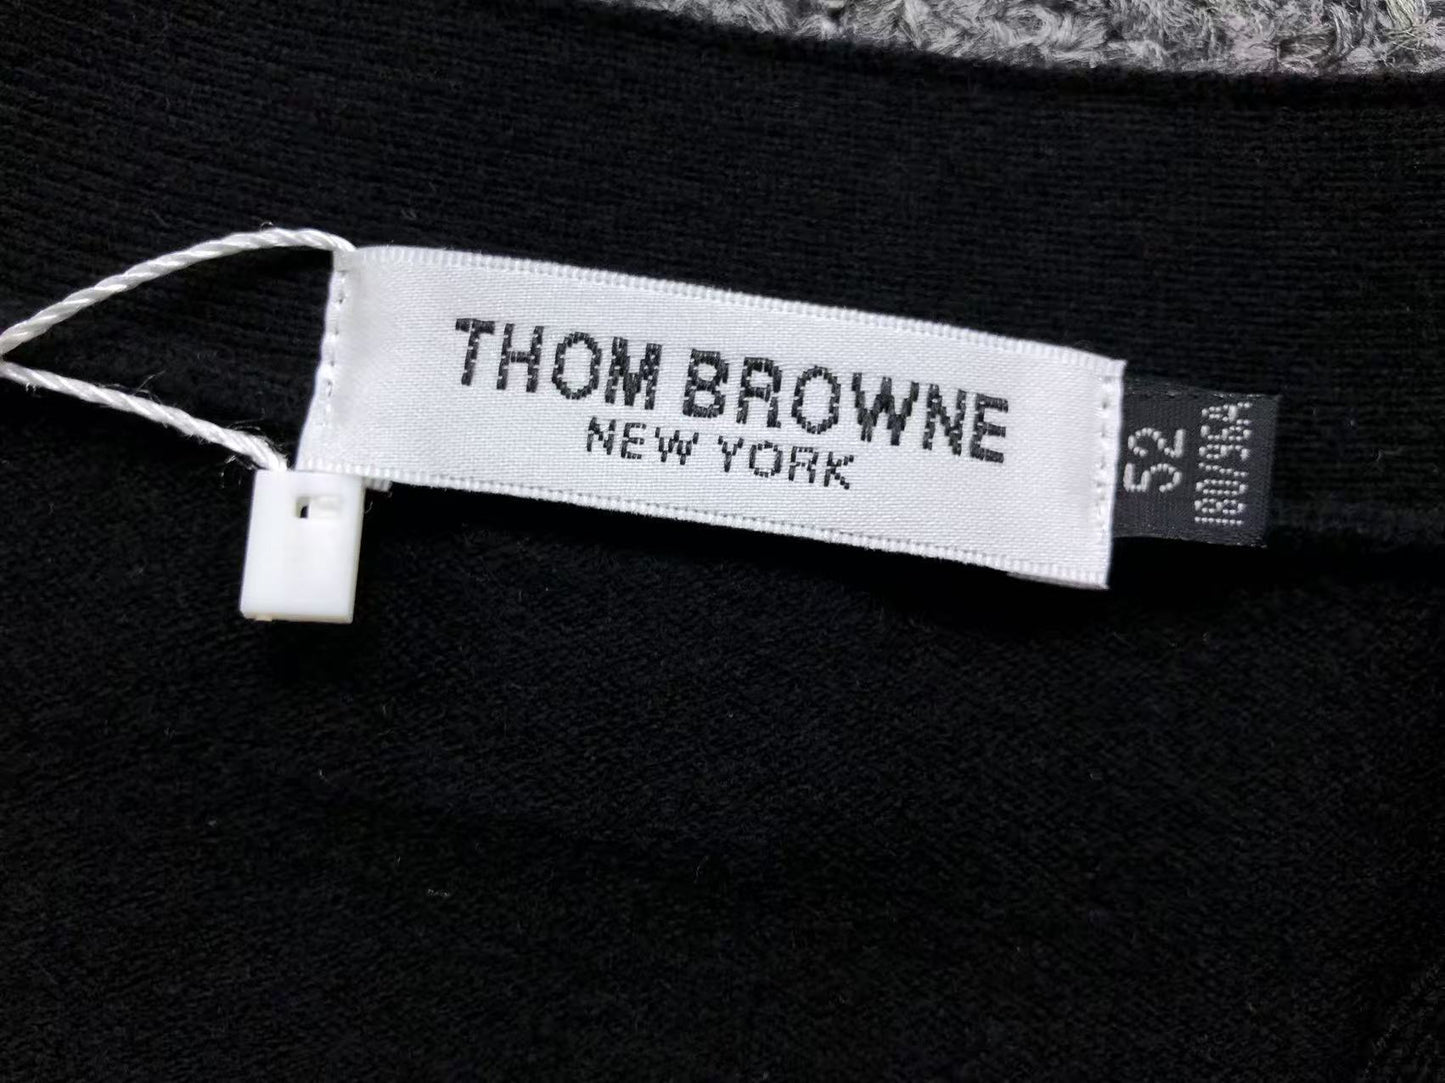 THOM BROWNE
NEW YORK
52
180/96A